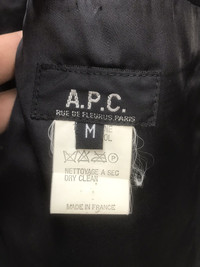 A.P.C.
RUE DE FLEURUS.PARIS
M
NETTOYAGE A SEC
DRY CLEAN
MADE IN FRANCE